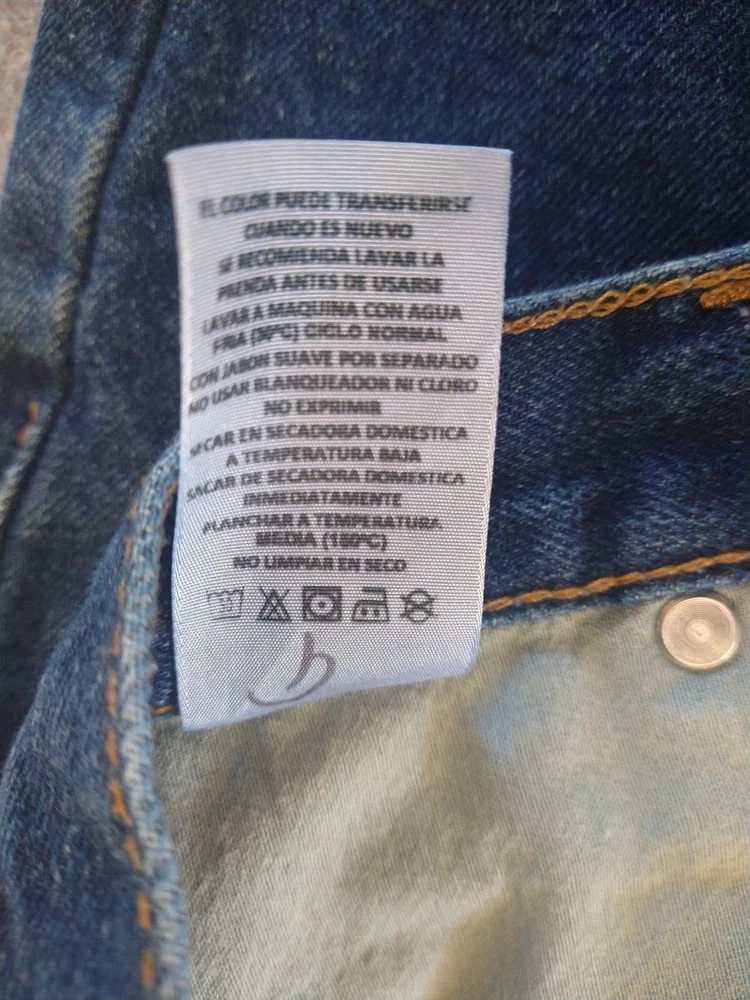 EL COLOR PUEDE TRANSFERIRSE
CUANDO ES NUEVO
SE RECOMIENDA LAVAR LA
PRENDA ANTES DE USARSE
LAVAR A MAQUINA CON AGUA
FRIA (30ºC) CICLO NORMAL
CON JABON SUAVE POR SEPARADO
NO USAR BLANQUEADOR NI CLORO
NO EXPRIMIR
SECAR EN SECADORA DOMESTICA
A TEMPERATURA BAJA
SACAR DE SECADORA DOMESTICA
INMEDIATAMENTE
PLANCHAR A TEMPERATURA
MEDIA (150ºC)
NO LIMPIAR EN SECO